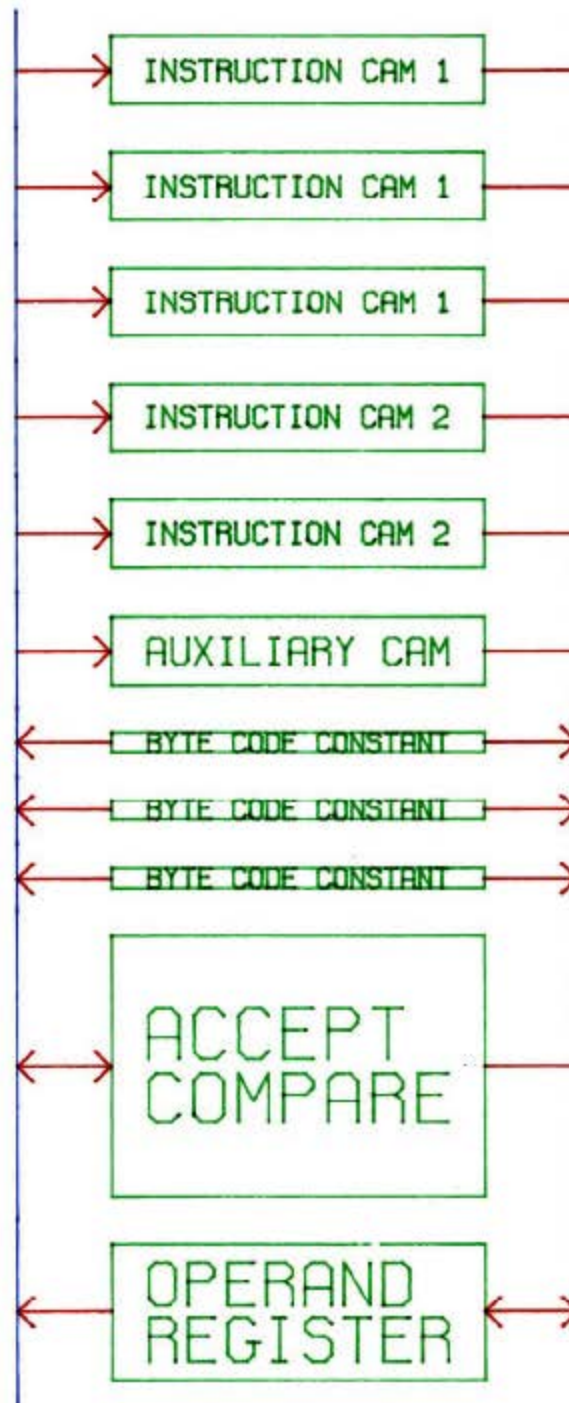 INSTRUCTION CAM 1
INSTRUCTION CAM 1
INSTRUCTION CAM 1
INSTRUCTION CAM 2
INSTRUCTION CAM 2
AUXILIARY CAM
BYTE CODE CONSTANT
BYTE CODE CONSTANT
BYTE CODE CONSTANT
ACCEPT
COMPARE
OPERAND
REGISTER